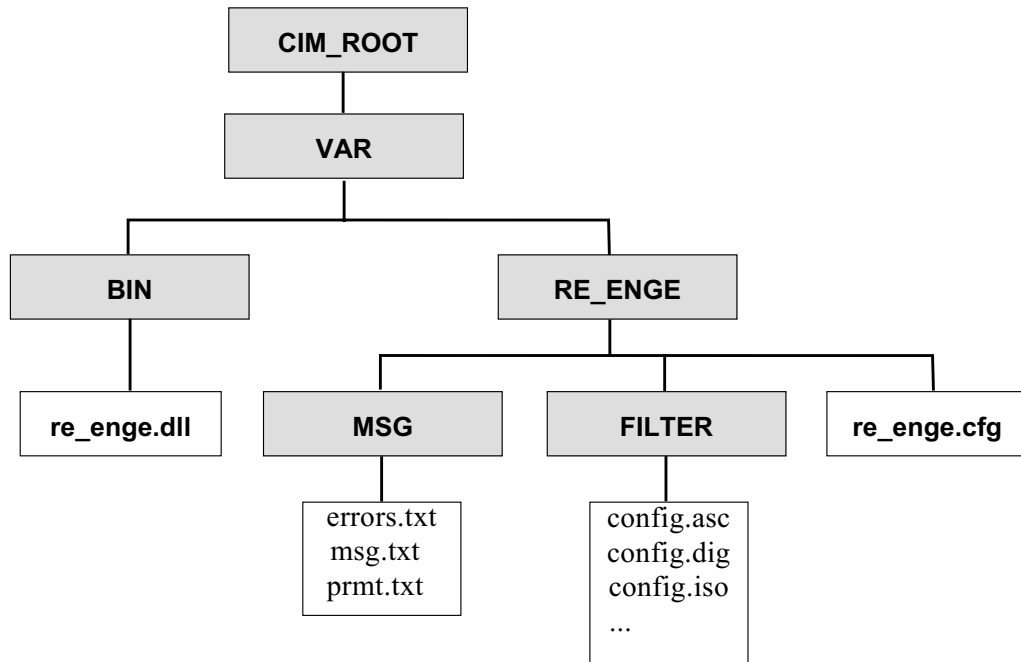 CIM_ROOT
VAR
BIN
RE_ENGE
re_enge.dll
MSG
FILTER
re_enge.cfg
errors.txt
msg.txt
prmt.txt
config.asc
config.dig
config.iso
...